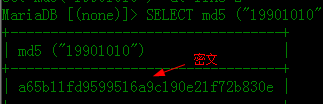 MariaDB [(none)]> SELECT md5 ("19901010")
| md5 ("19901010") |
密文
| a65b11fd9599516a9c190e21f72b830e |